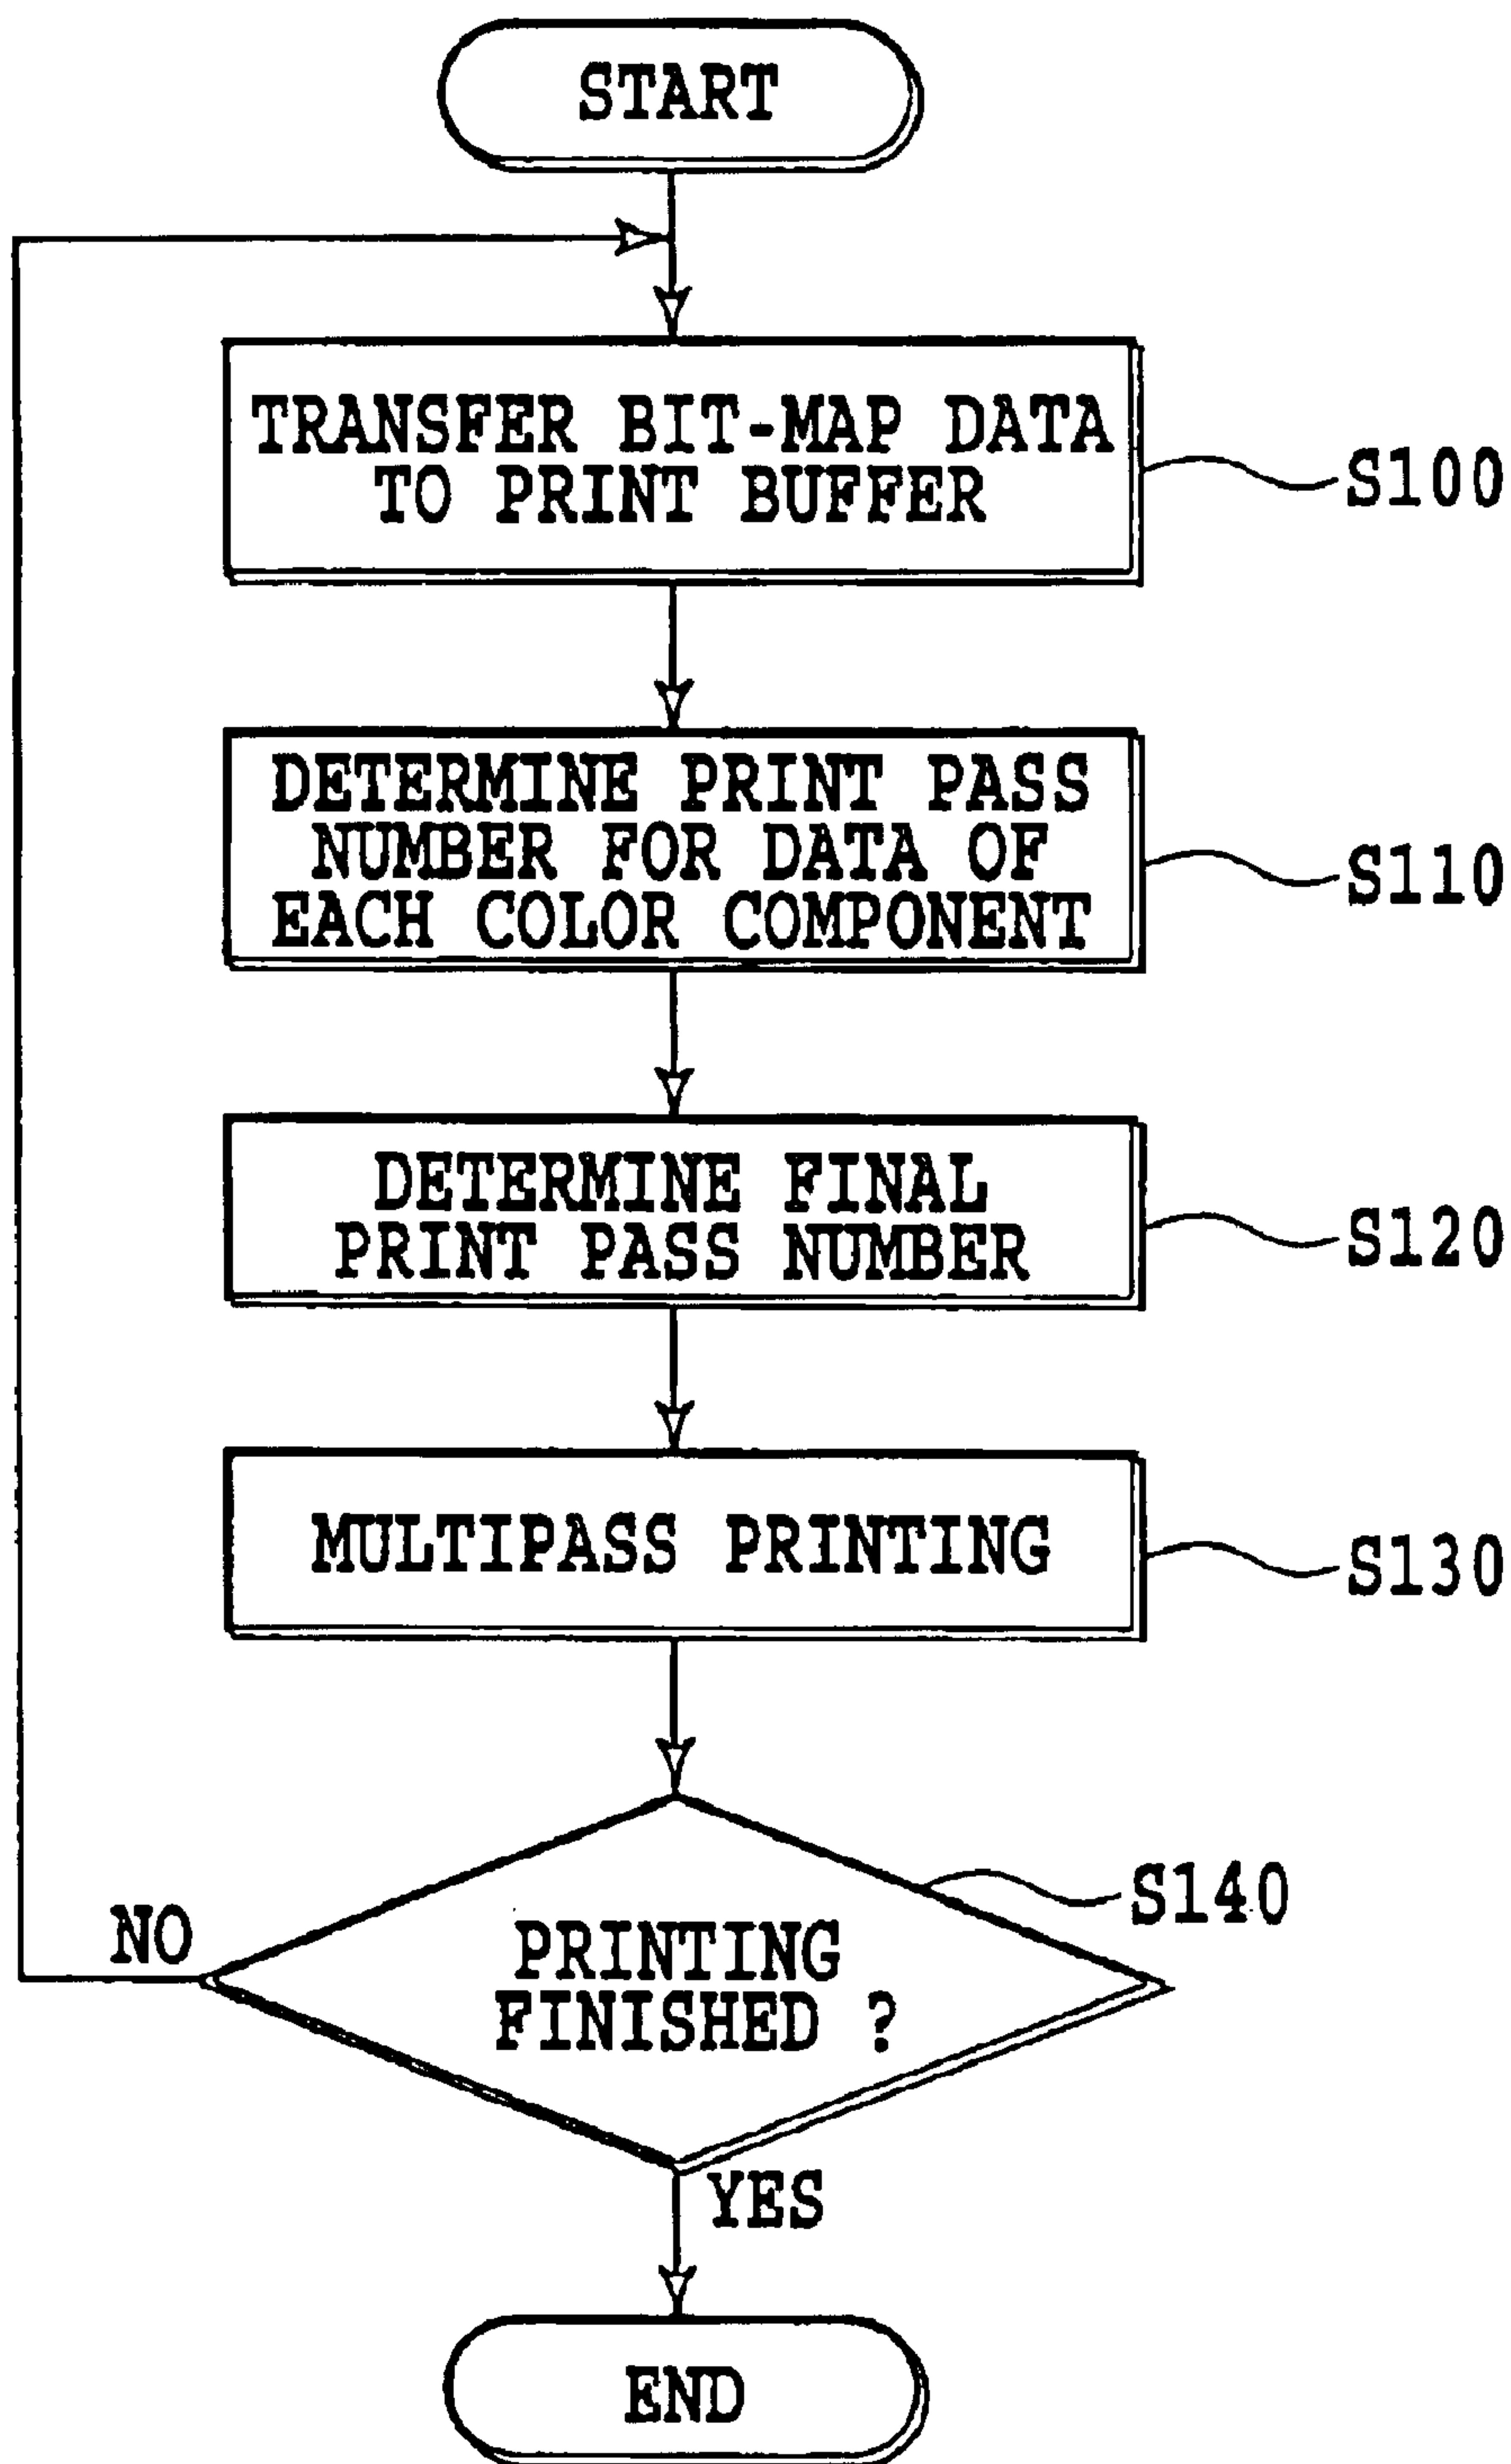 START
TRANSFER BIT-MAP DATA
TO PRINT BUFFER
S100
DETERMINE PRINT PASS
NUMBER FOR DATA OF
EACH COLOR COMPONENT
S110
DETERMINE FINAL
PRINT PASS NUMBER
S120
MULTIPASS PRINTING
S130
S140
NO
PRINTING
FINISHED ?
YES
END